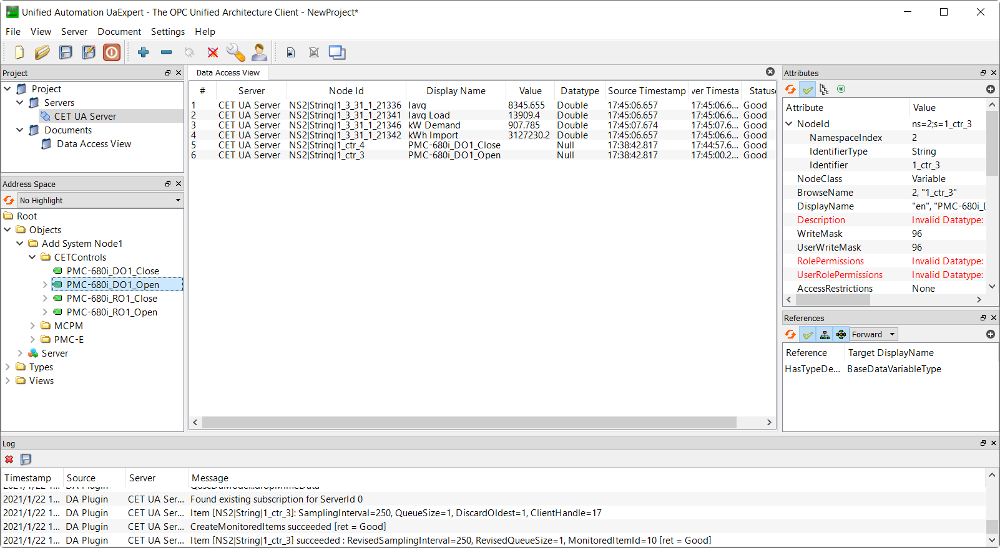 Unified Automation UaExpert - The OPC Unified Architecture Client - NewProject*
File View Server Document Settings Help
Project
Project
Servers
CET UA Server
Documents
Data Access View
Address Space
No Highlight
Root
Objects
Add System Node1
CETControls
PMC-680i_DO1_Close
PMC-680i_DO1_Open
PMC-680i_RO1_Close
PMC-680i_RO1_Open
MCPM
PMC-E
Server
Types
Views
Data Access View
# Server Node Id Display Name Value Datatype Source Timestamp ver Timesta Status
1 CET UA Server NS2|String|1_3_31_1_21336 Iavg 8345.655 Double 17:45:06.657 17:45:06.6... Good
2 CET UA Server NS2|String|1_3_31_1_21341 Iavg Load 13909.4 Double 17:45:06.657 17:45:06.6... Good
3 CET UA Server NS2|String|1_3_31_1_21346 kW Demand 907.785 Double 17:45:07.674 17:45:07.6... Good
4 CET UA Server NS2|String|1_3_31_1_21342 kWh Import 3127230.2 Double 17:45:06.657 17:45:06.6... Good
5 CET UA Server NS2|String|1_ctr_4 PMC-680i_DO1_Close Null 17:38:42.817 17:44:57.6... Good
6 CET UA Server NS2|String|1_ctr_3 PMC-680i_DO1_Open Null 17:38:42.817 17:45:00.2... Good
Attributes
Attribute Value
NodeId ns=2;s=1_ctr_3
NamespaceIndex 2
IdentifierType String
Identifier 1_ctr_3
NodeClass Variable
BrowseName 2, "1_ctr_3"
DisplayName "en", "PMC-680i_D
Description Invalid Datatype:
WriteMask 96
UserWriteMask 96
RolePermissions Invalid Datatype:
UserRolePermissions Invalid Datatype:
AccessRestrictions None
References
Forward
Reference Target DisplayName
HasTypeDe... BaseDataVariableType
Log
Timestamp Source Server Message
2021/1/22 1... DA Plugin
2021/1/22 1... DA Plugin CET UA Ser... Found existing subscription for ServerId 0
2021/1/22 1... DA Plugin CET UA Ser... Item [NS2|String|1_ctr_3]: SamplingInterval=250, QueueSize=1, DiscardOldest=1, ClientHandle=17
2021/1/22 1... DA Plugin CET UA Ser... CreateMonitoredItems succeeded [ret = Good]
2021/1/22 1... DA Plugin CET UA Ser... Item [NS2|String|1_ctr_3] succeeded : RevisedSamplingInterval=250, RevisedQueueSize=1, MonitoredItemId=10 [ret = Good]